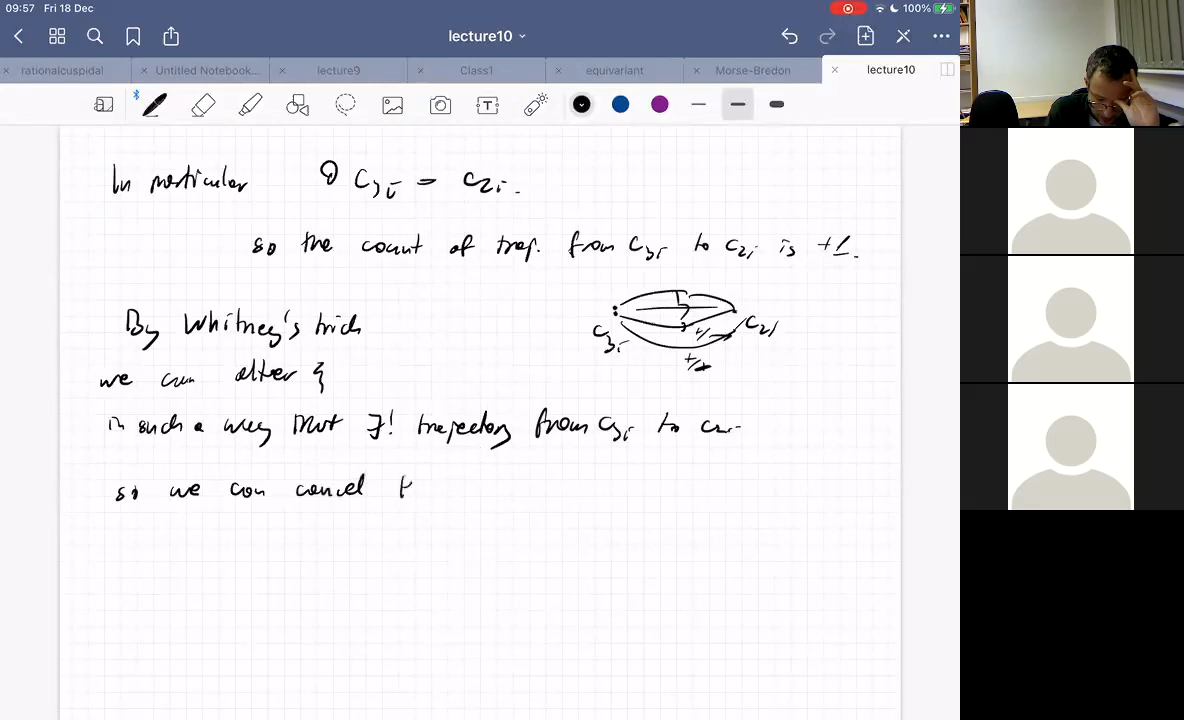 09:57 Fri 18 Dec
100%
lecture10
rationalcuspidal
Untitled Notebook...
lecture9
Class1
equivariant
Morse-Bredon
lecture10
In particular ∂ c3i = c2i.
so the count of traj. from c3i to c2i is ±1.
By Whitney's trick
c3i c2i
we can alter ξ
+/-
+/-
in such a way that ∃! trajectory from c3i to c2i
so we can cancel t